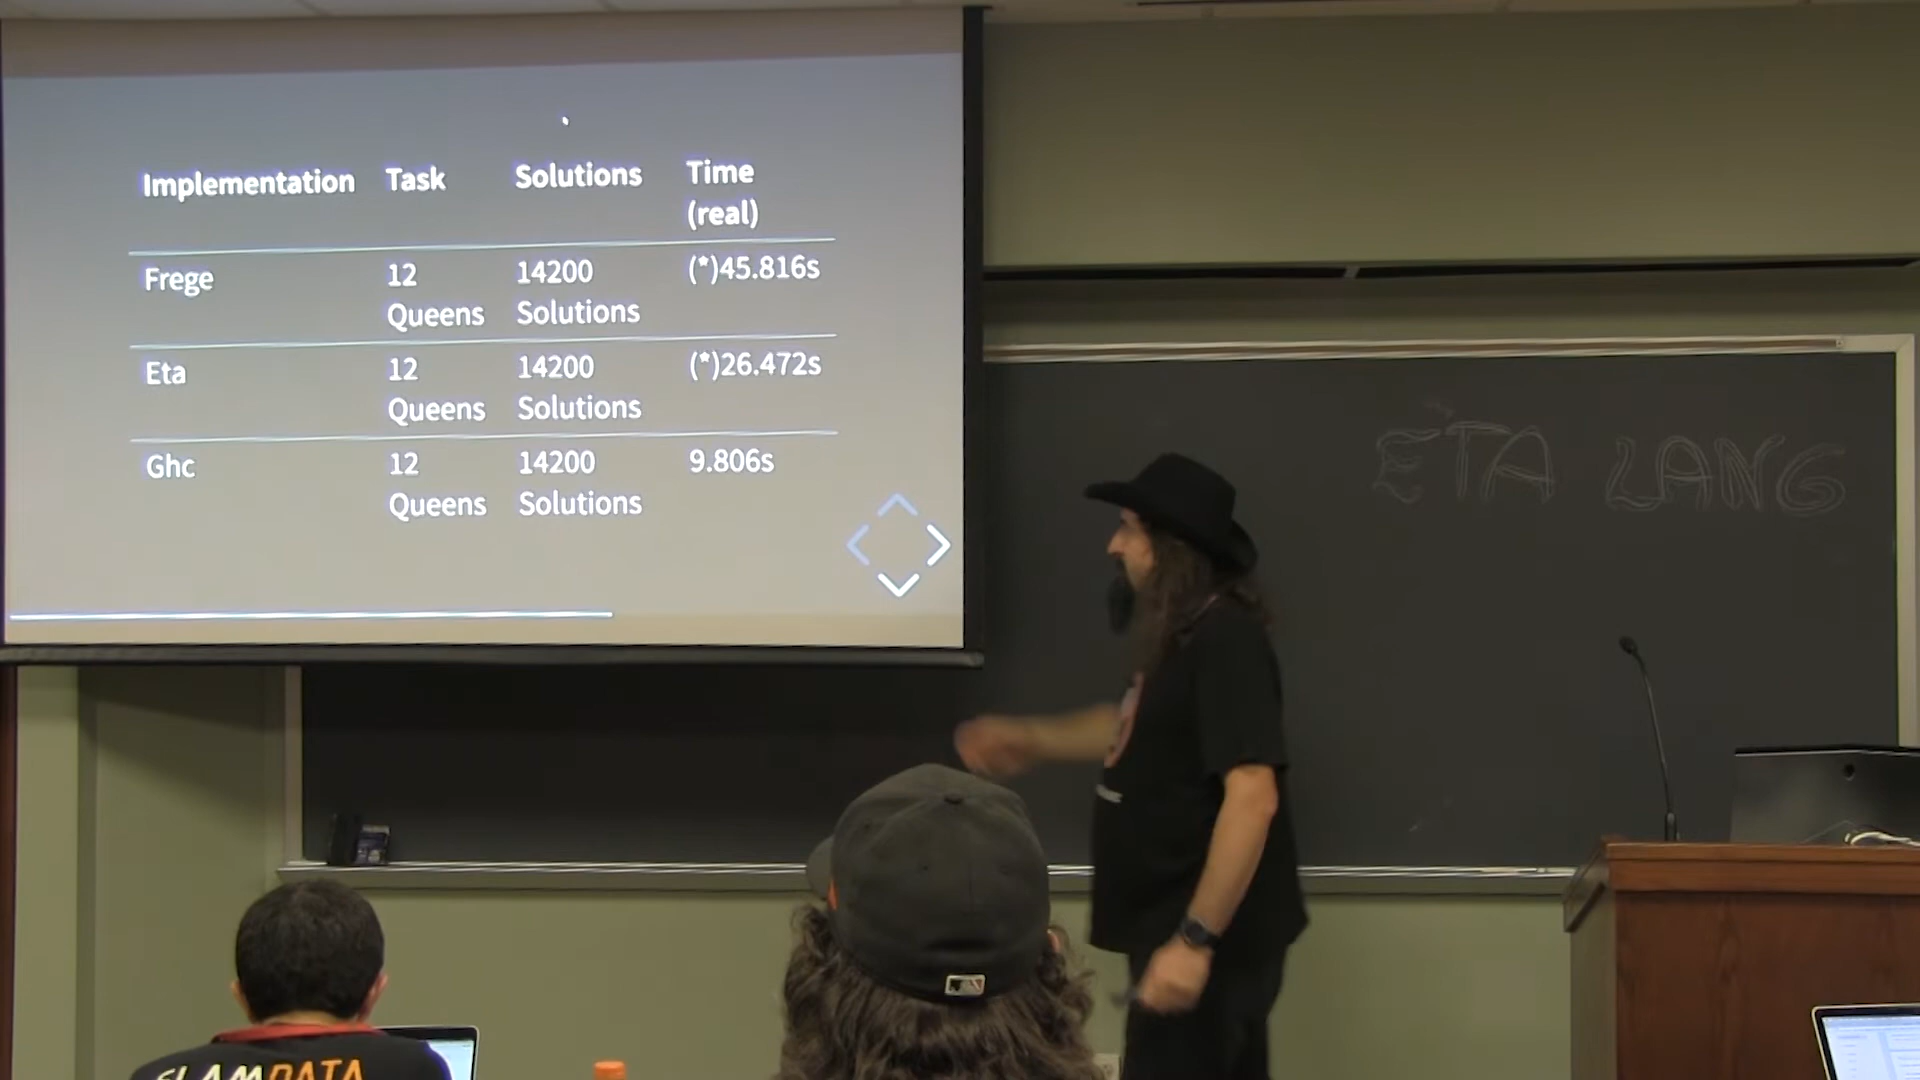 Implementation Task Solutions Time
(real)
Frege 12 14200 (*)45.816s
Queens Solutions
Eta 12 14200 (*)26.472s
Queens Solutions
Ghc 12 14200 9.806s
Queens Solutions
ETA LANG
SLAMDATA